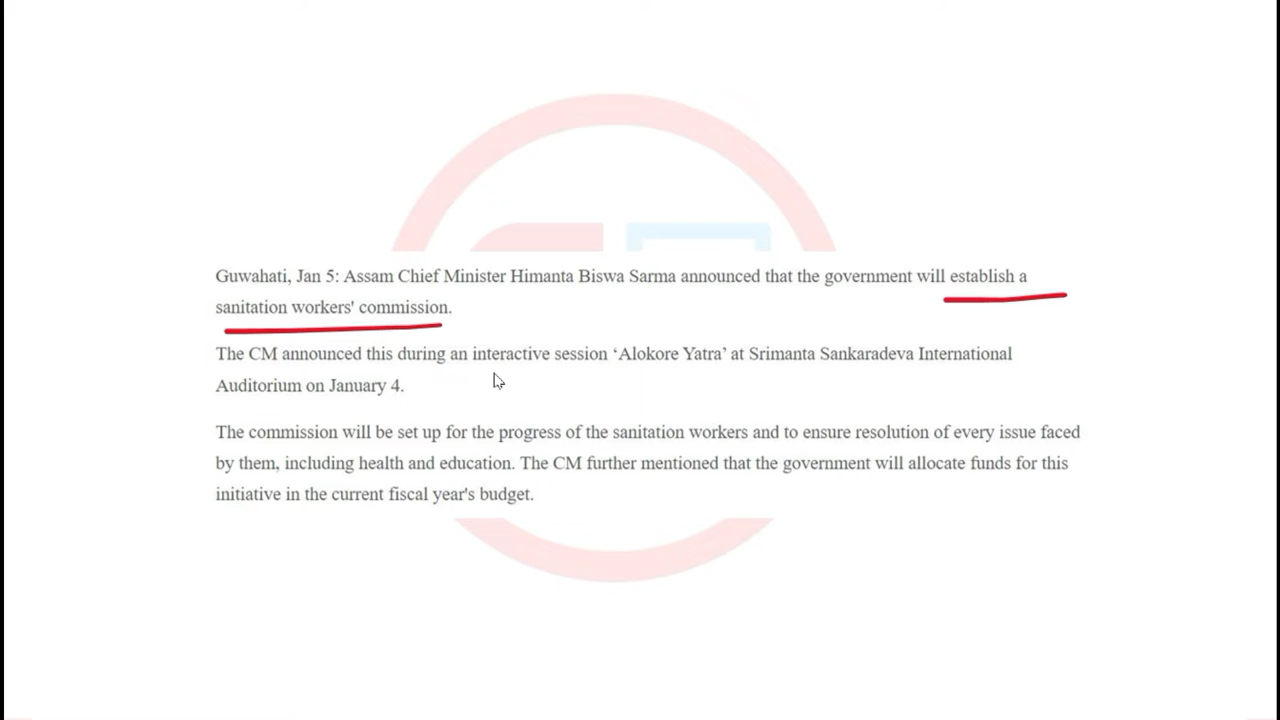 Guwahati, Jan 5: Assam Chief Minister Himanta Biswa Sarma announced that the government will establish a
sanitation workers' commission.
The CM announced this during an interactive session ‘Alokore Yatra’ at Srimanta Sankaradeva International
Auditorium on January 4.
The commission will be set up for the progress of the sanitation workers and to ensure resolution of every issue faced
by them, including health and education. The CM further mentioned that the government will allocate funds for this
initiative in the current fiscal year's budget.